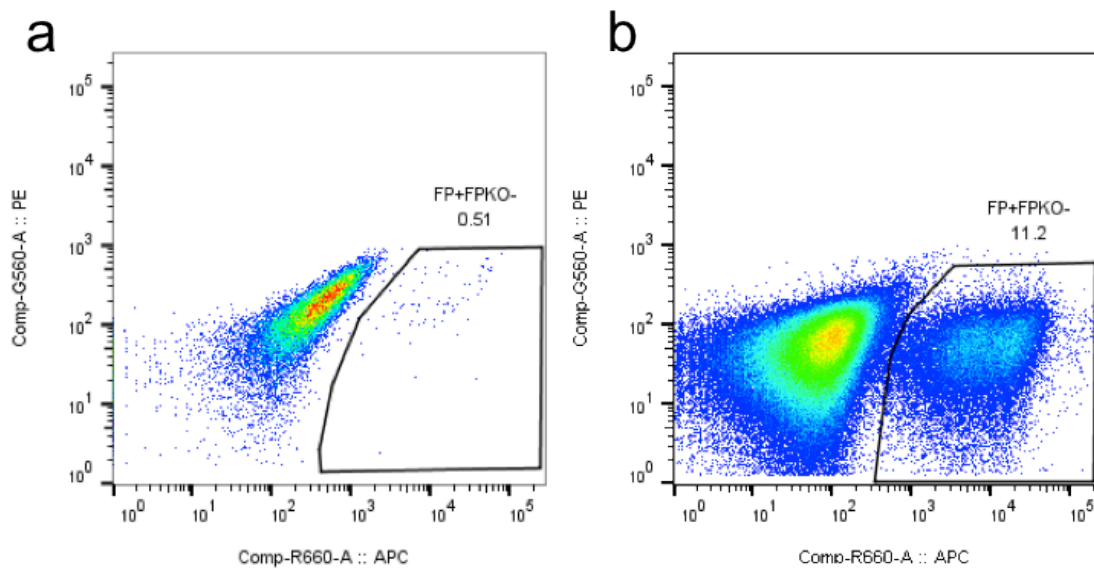 a
b
10^5
10^4
10^3
10^2
10^1
10^0
Comp-G560-A :: PE
FP+FPKO-
0.51
10^0 10^1 10^2 10^3 10^4 10^5
Comp-R660-A :: APC
10^5
10^4
10^3
10^2
10^1
10^0
Comp-G560-A :: PE
FP+FPKO-
11.2
10^0 10^1 10^2 10^3 10^4 10^5
Comp-R660-A :: APC